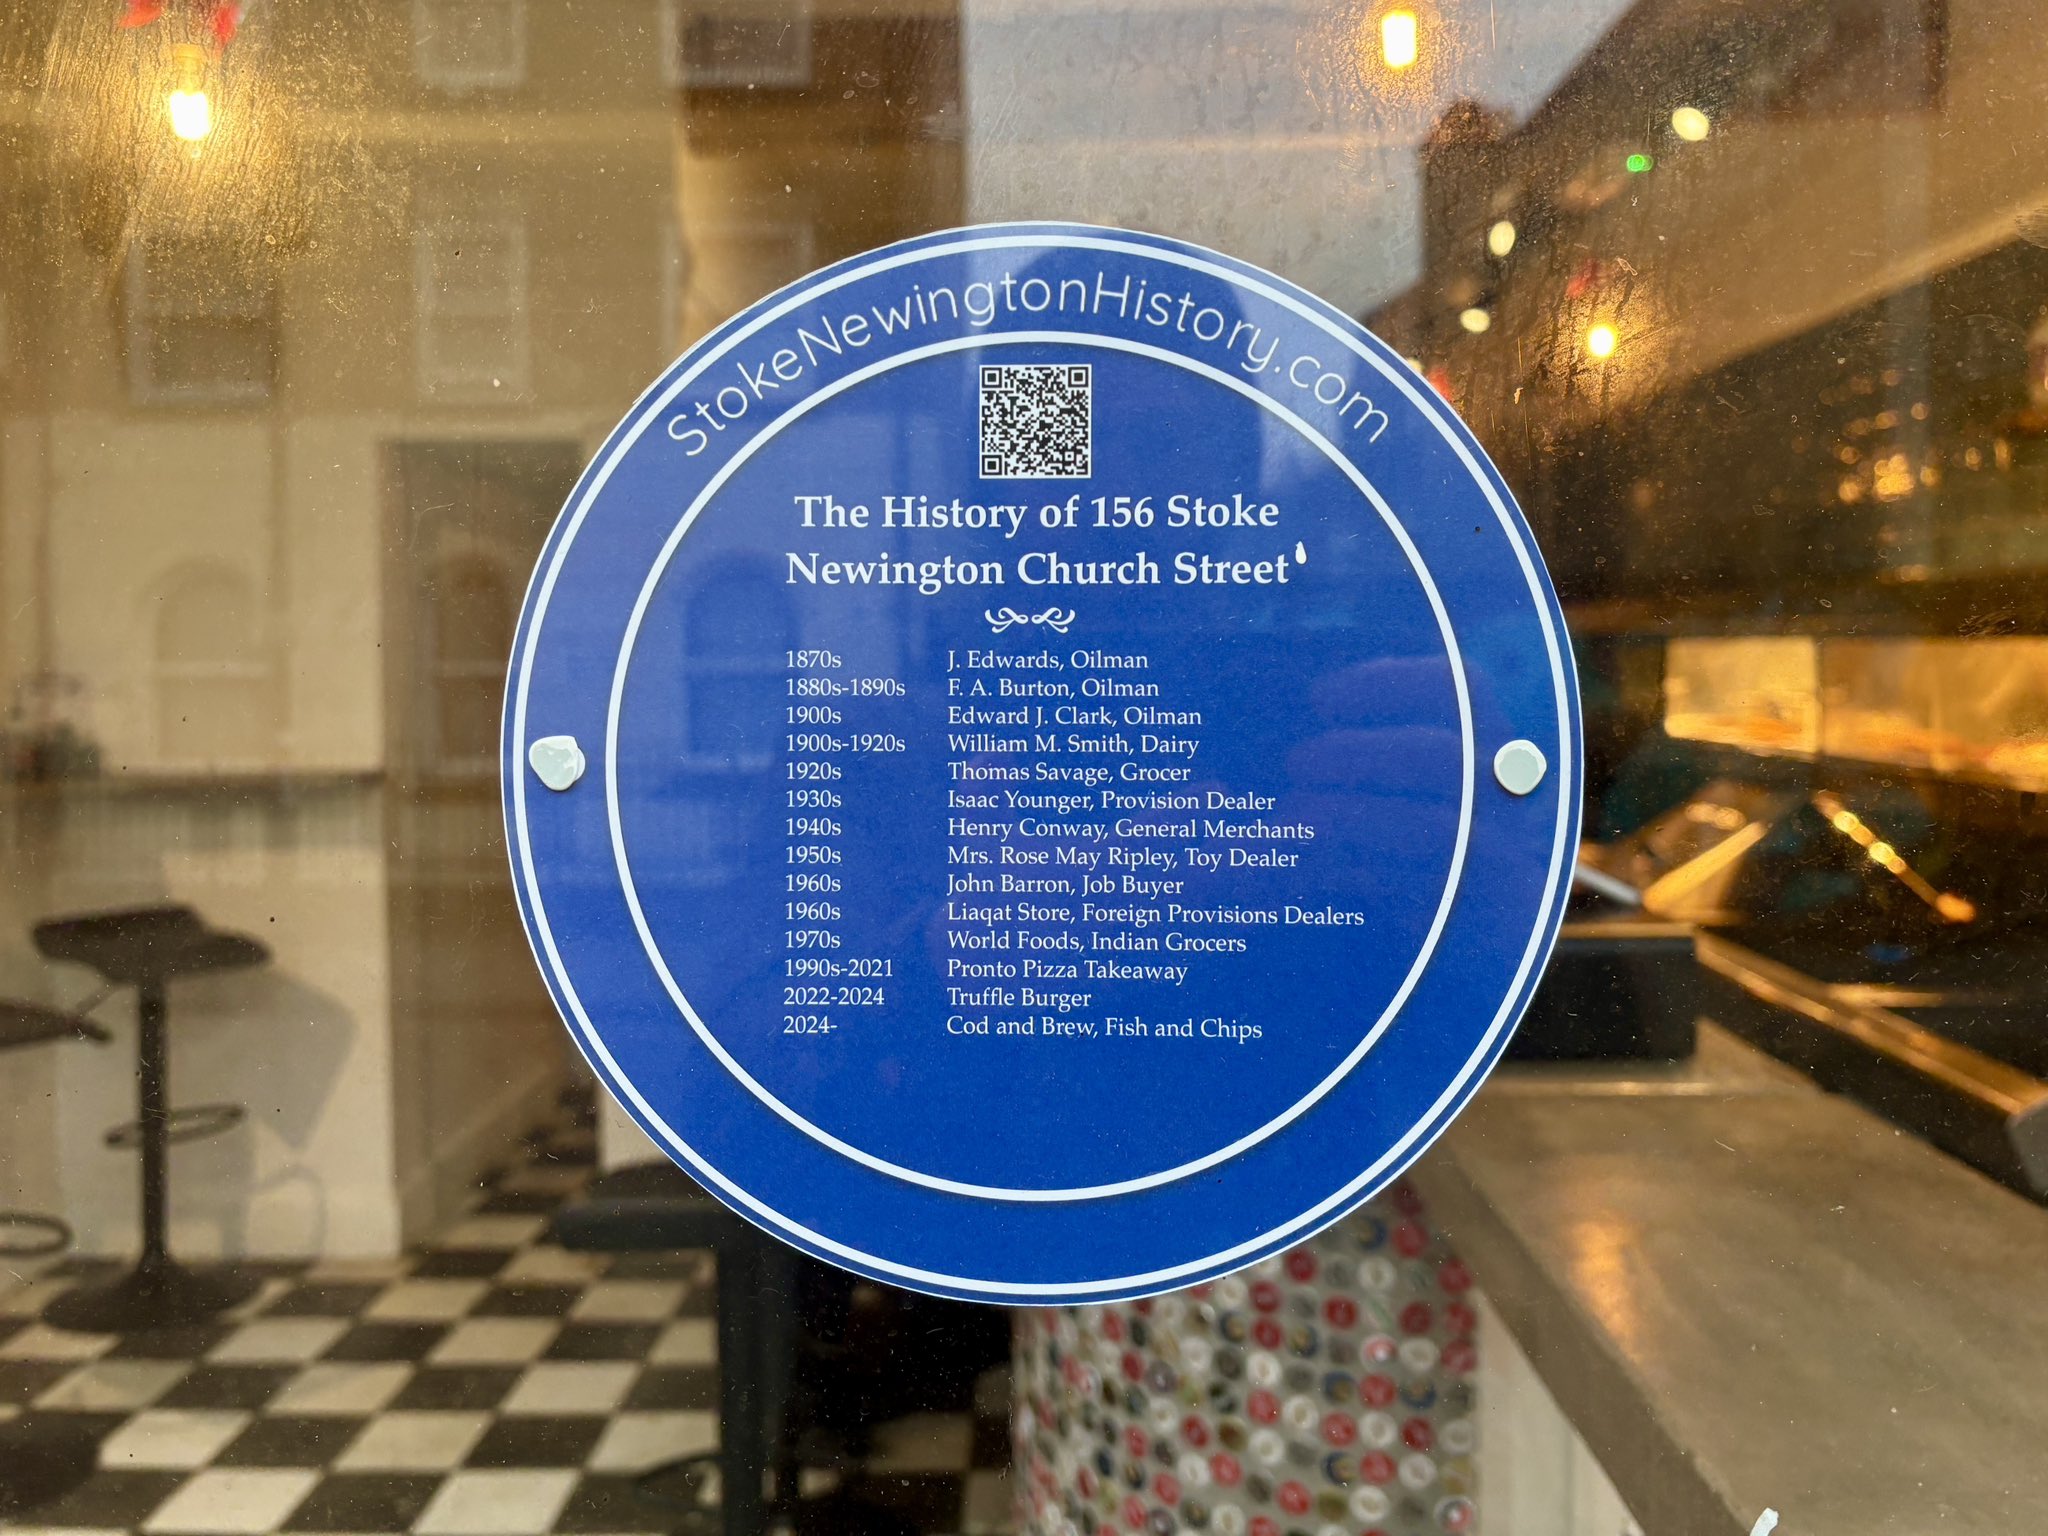 StokeNewingtonHistory.com
The History of 156 Stoke
Newington Church Street
1870s J. Edwards, Oilman
1880s-1890s F. A. Burton, Oilman
1900s Edward J. Clark, Oilman
1900s-1920s William M. Smith, Dairy
1920s Thomas Savage, Grocer
1930s Isaac Younger, Provision Dealer
1940s Henry Conway, General Merchants
1950s Mrs. Rose May Ripley, Toy Dealer
1960s John Barron, Job Buyer
1960s Liaqat Store, Foreign Provisions Dealers
1970s World Foods, Indian Grocers
1990s-2021 Pronto Pizza Takeaway
2022-2024 Truffle Burger
2024- Cod and Brew, Fish and Chips